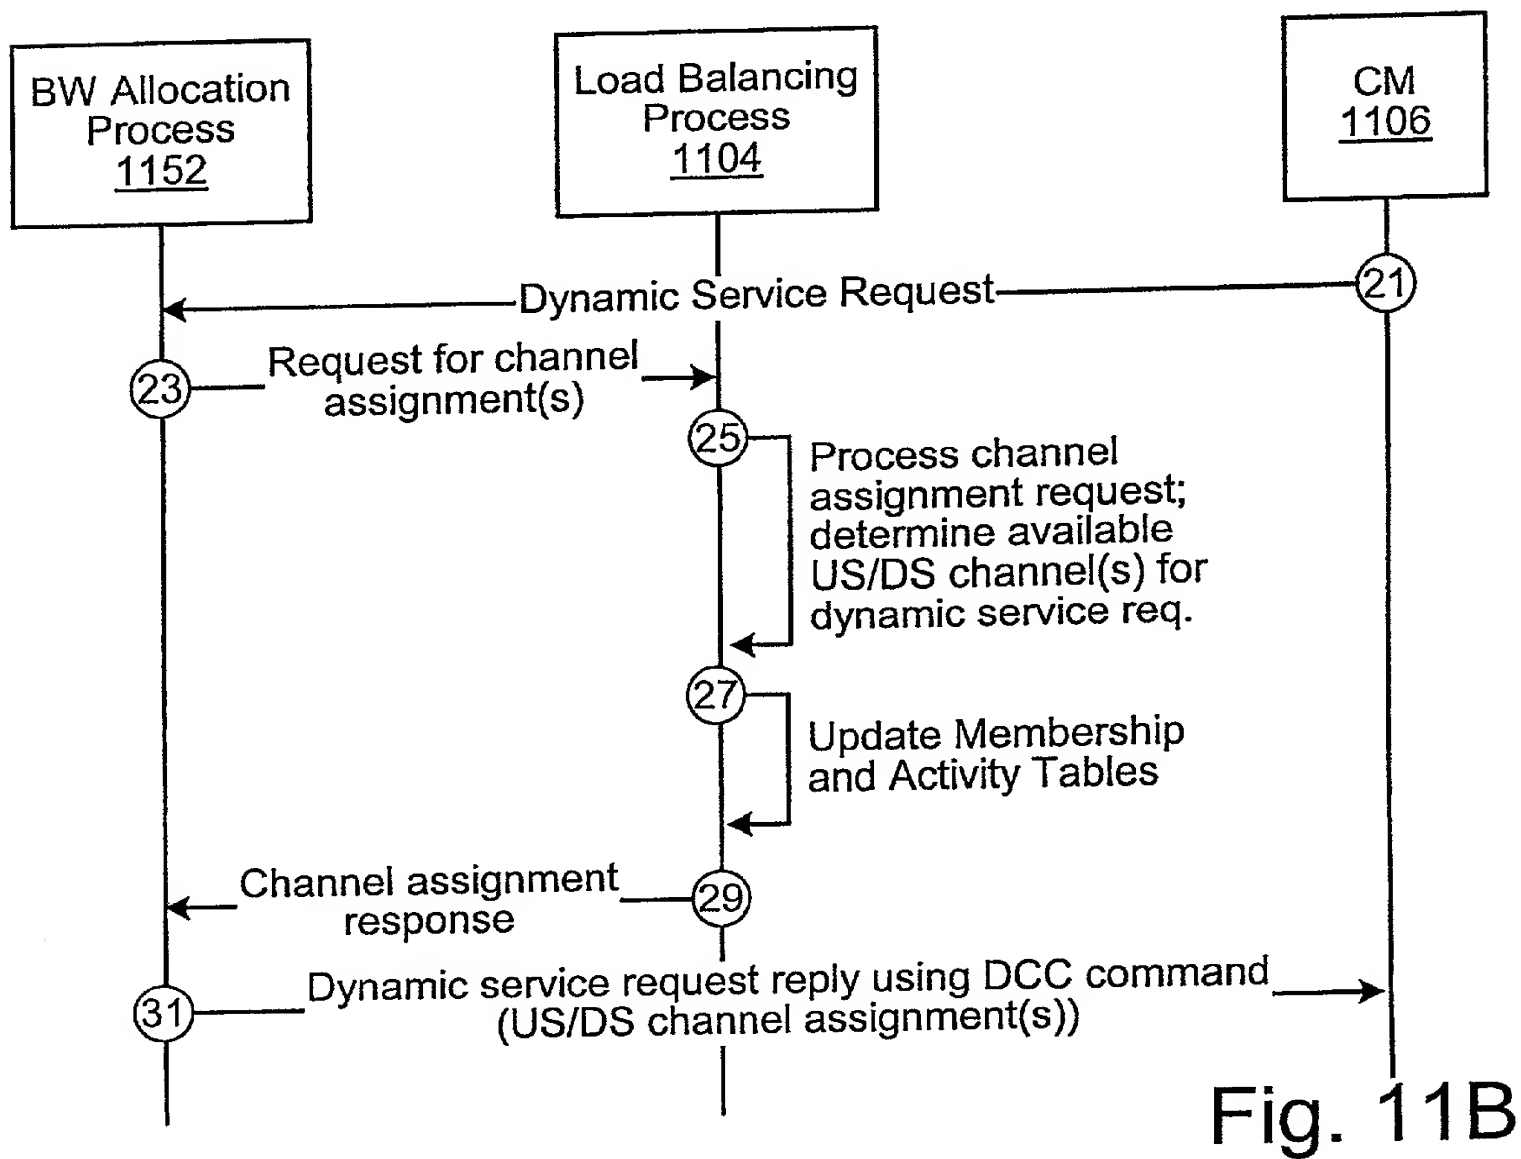 BW Allocation
Process
1152
Load Balancing
Process
1104
CM
1106
21
Dynamic Service Request
23
Request for channel
assignment(s)
25
Process channel
assignment request;
determine available
US/DS channel(s) for
dynamic service req.
27
Update Membership
and Activity Tables
29
Channel assignment
response
31
Dynamic service request reply using DCC command
(US/DS channel assignment(s))
Fig. 11B